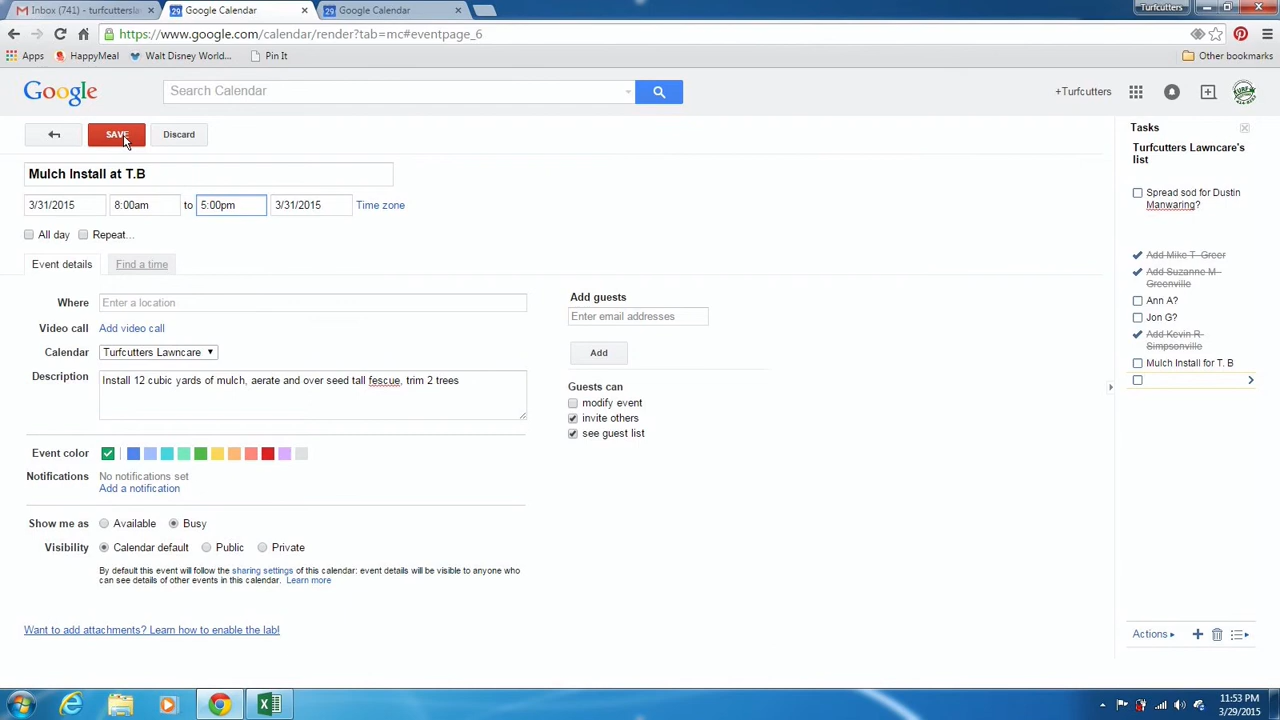 Inbox (741) - turfcutterslaw
Google Calendar
Google Calendar
Turfcutters
https://www.google.com/calendar/render?tab=mc#eventpage_6
Apps HappyMeal Walt Disney World... Pin It Other bookmarks
Google
Search Calendar
+Turfcutters
SAVE Discard
Mulch Install at T.B
3/31/2015 8:00am to 5:00pm 3/31/2015 Time zone
All day Repeat...
Event details Find a time
Where Enter a location
Video call Add video call
Calendar Turfcutters Lawncare
Description Install 12 cubic yards of mulch, aerate and over seed tall fescue, trim 2 trees
Event color
Notifications No notifications set
Add a notification
Show me as Available Busy
Visibility Calendar default Public Private
By default this event will follow the sharing settings of this calendar: event details will be visible to anyone who
can see details of other events in this calendar. Learn more
Want to add attachments? Learn how to enable the lab!
Add guests
Enter email addresses
Add
Guests can
modify event
invite others
see guest list
Tasks
Turfcutters Lawncare's
list
Spread sod for Dustin
Manwaring?
Add Mike T- Greer
Add Suzanne M-
Greenville
Ann A?
Jon G?
Add Kevin R-
Simpsonville
Mulch Install for T. B
Actions
29
29
11:53 PM
3/29/2015